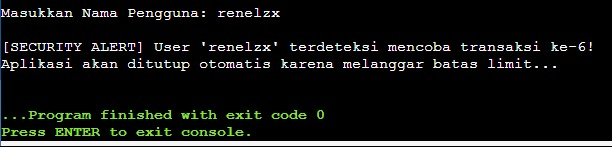 Masukkan Nama Pengguna: renelzx
[SECURITY ALERT] User 'renelzx' terdeteksi mencoba transaksi ke-6!
Aplikasi akan ditutup otomatis karena melanggar batas limit...
...Program finished with exit code 0
Press ENTER to exit console.